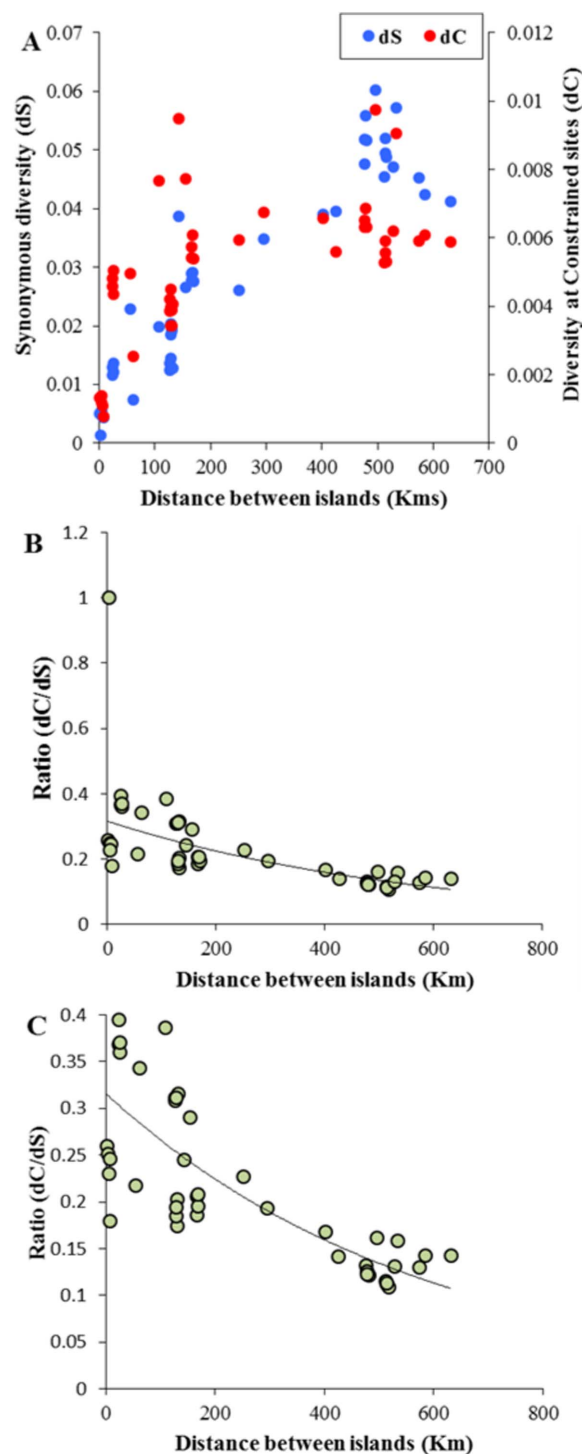 A
dS
dC
0.07
0.06
0.05
0.04
0.03
0.02
0.01
0
0.012
0.01
0.008
0.006
0.004
0.002
0
Synonymous diversity (dS)
Diversity at Constrained sites (dC)
0 100 200 300 400 500 600 700
Distance between islands (Kms)
B
1.2
1
0.8
0.6
0.4
0.2
0
Ratio (dC/dS)
0 200 400 600 800
Distance between islands (Km)
C
0.4
0.35
0.3
0.25
0.2
0.15
0.1
0.05
0
Ratio (dC/dS)
0 200 400 600 800
Distance between islands (Km)